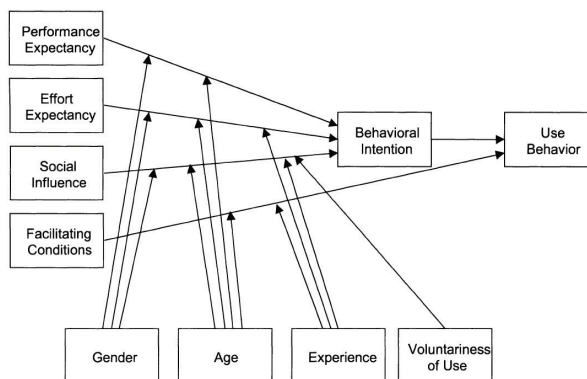 Performance
Expectancy
Effort
Expectancy
Social
Influence
Facilitating
Conditions
Behavioral
Intention
Use
Behavior
Gender
Age
Experience
Voluntariness
of Use